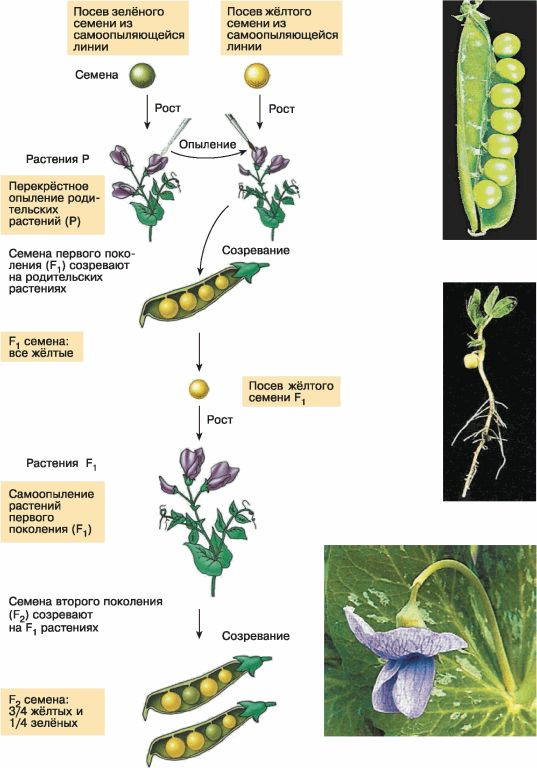 Посев зелёного
семени из
самоопыляющейся
линии
Посев жёлтого
семени из
самоопыляющейся
линии
Семена
Рост
Рост
Опыление
Растения P
Перекрёстное
опыление роди-
тельских
растений (P)
Созревание
Семена первого поко-
ления (F₁) созревают
на родительских
растениях
F₁ семена:
все жёлтые
Посев жёлтого
семени F₁
Рост
Растения F₁
Самоопыление
растений
первого
поколения (F₁)
Семена второго поколения
(F₂) созревают
на F₁ растениях
Созревание
F₂ семена:
3/4 жёлтых и
1/4 зелёных